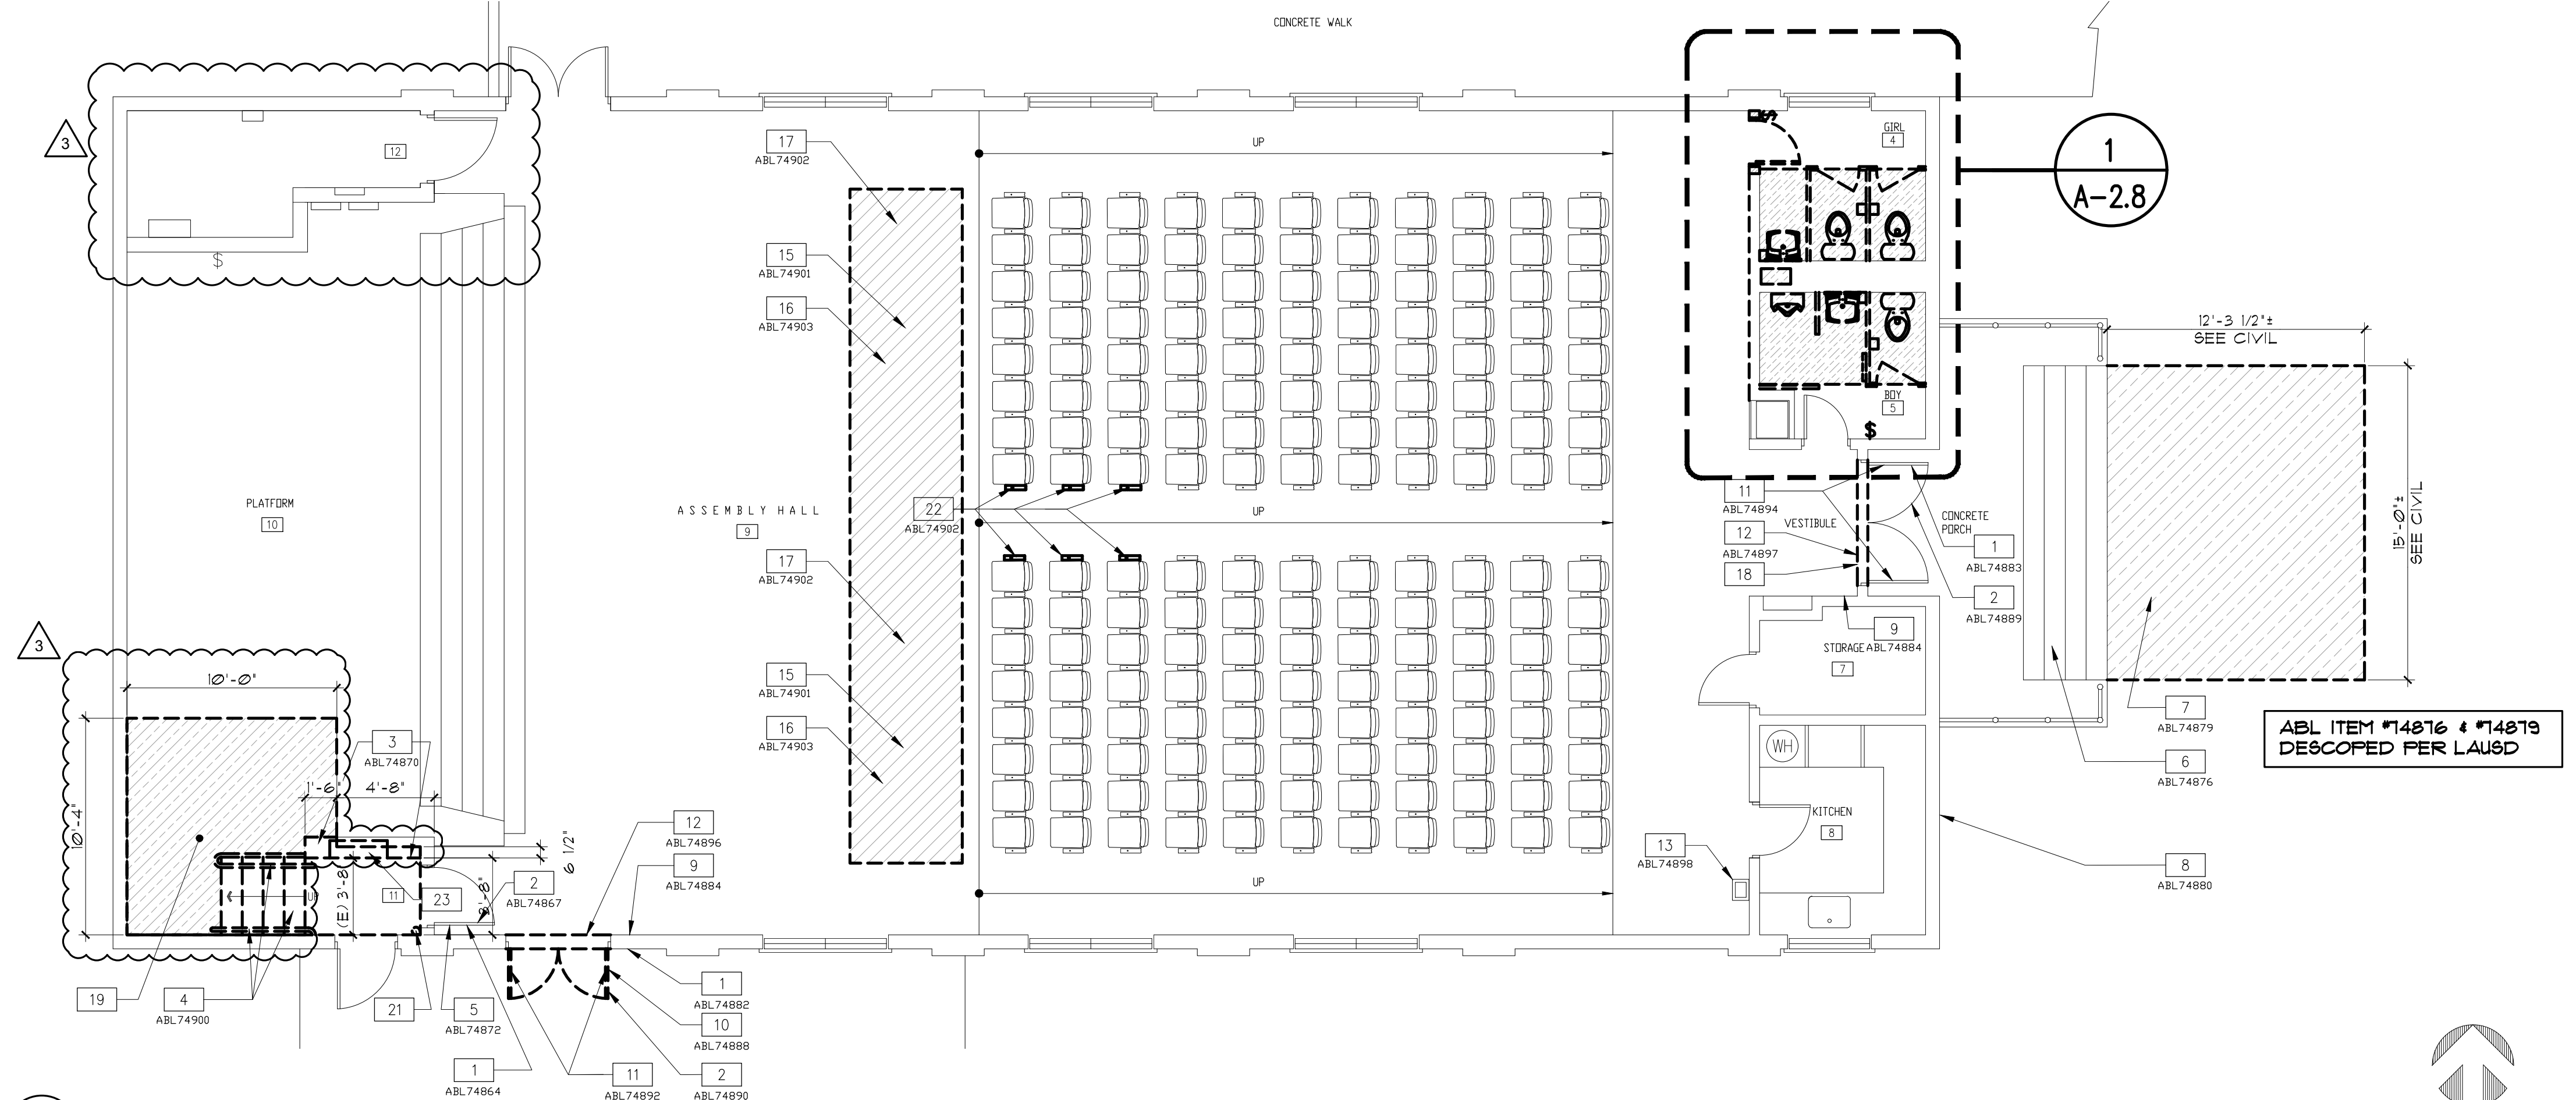 CONCRETE WALK
3
12
$
UP
17
ABL74902
15
ABL74901
16
ABL74903
GIRL
4
$
1
A-2.8
BOY
5
$
12'-3 1/2"±
SEE CIVIL
15'-0"±
SEE CIVIL
PLATFORM
10
ASSEMBLY HALL
9
22
ABL74902
UP
11
ABL74894
12
ABL74897
18
VESTIBULE
CONCRETE
PORCH
1
ABL74883
2
ABL74889
17
ABL74902
15
ABL74901
16
ABL74903
9
ABL74884
STORAGE
7
7
ABL74879
6
ABL74876
ABL ITEM #74876 & #74879
DESCOPED PER LAUSD
3
10'-0"
10'-4"
3
ABL74870
1'-6"
4'-8"
6 1/2"
(E) 3'-8"
3'-8"
UP
11
23
2
ABL74867
12
ABL74896
9
ABL74884
UP
WH
KITCHEN
8
13
ABL74898
8
ABL74880
19
4
ABL74900
21
5
ABL74872
1
ABL74864
11
ABL74892
1
ABL74882
10
ABL74888
2
ABL74890